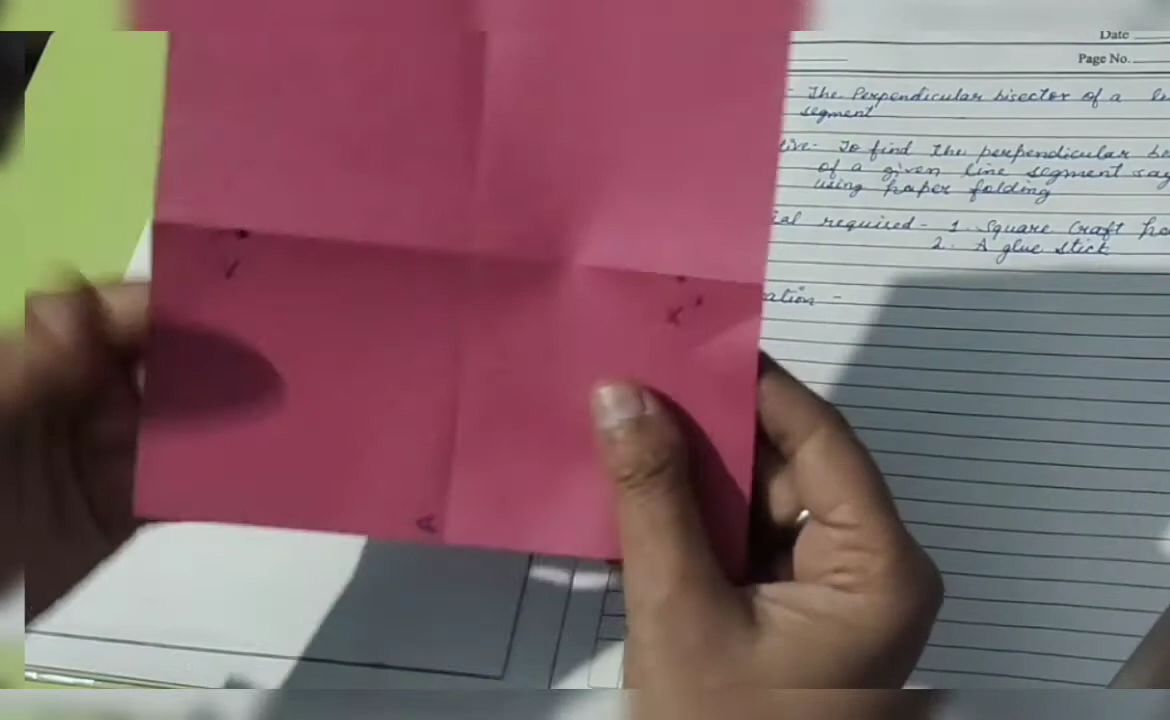 Date
Page No.
- The Perpendicular bisector of a
segment
- To find the perpendicular
of a given line segment say
using paper folding
required - 1. Square Craft
2. A glue stick
-
Y
X
A